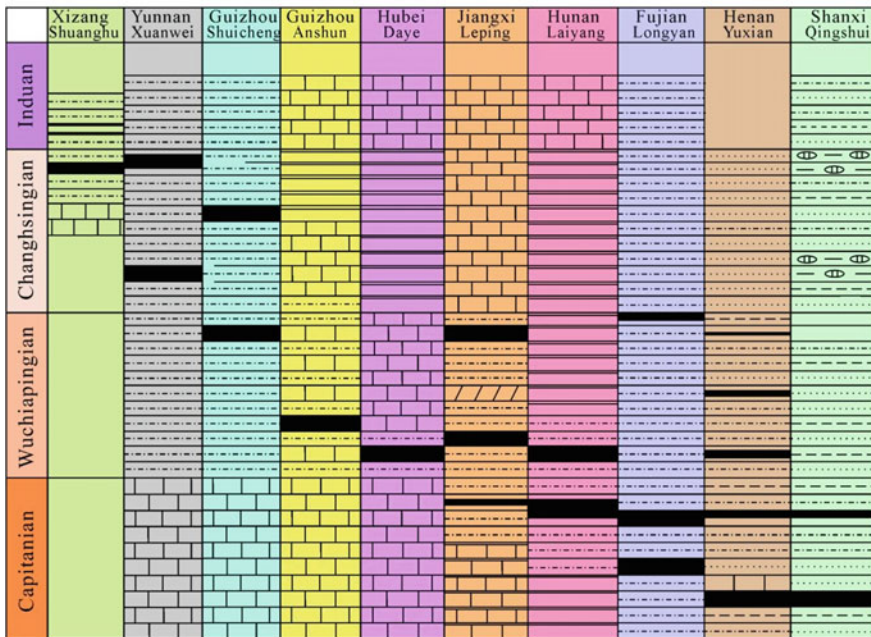 Xizang Yunnan Guizhou Guizhou Hubei Jiangxi Hunan Fujian Henan Shanxi
Shuanghu Xuanwei Shuicheng Anshun Daye Leping Laiyang Longyan Yuxian Qingshui
Induan
Changhsingian
Wuchiapingian
Capitanian